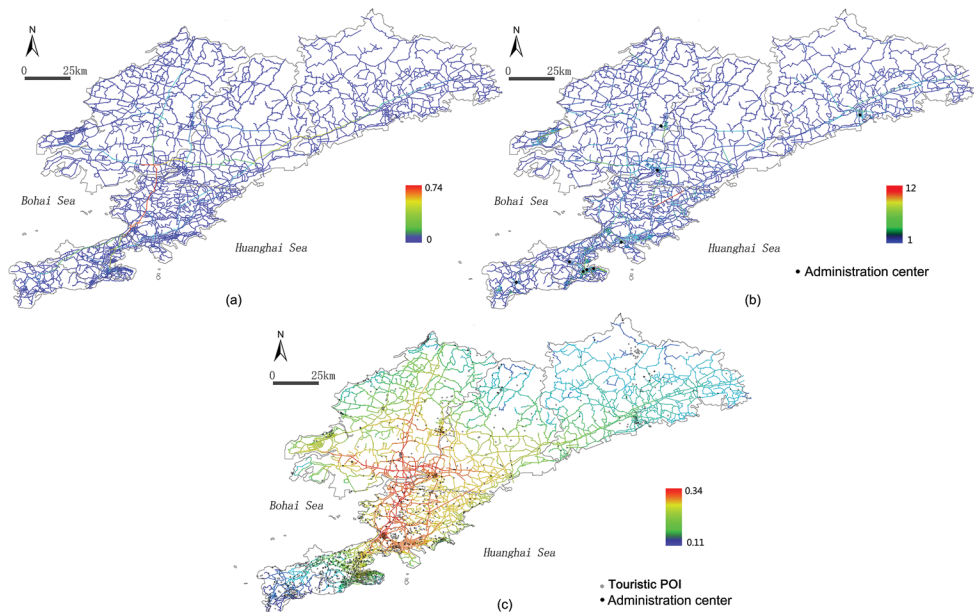 N
0 25km
Bohai Sea
Huanghai Sea
0.74
0
(a)
N
0 25km
Bohai Sea
Huanghai Sea
12
1
Administration center
(b)
N
0 25km
Bohai Sea
Huanghai Sea
0.34
0.11
Touristic POI
Administration center
(c)